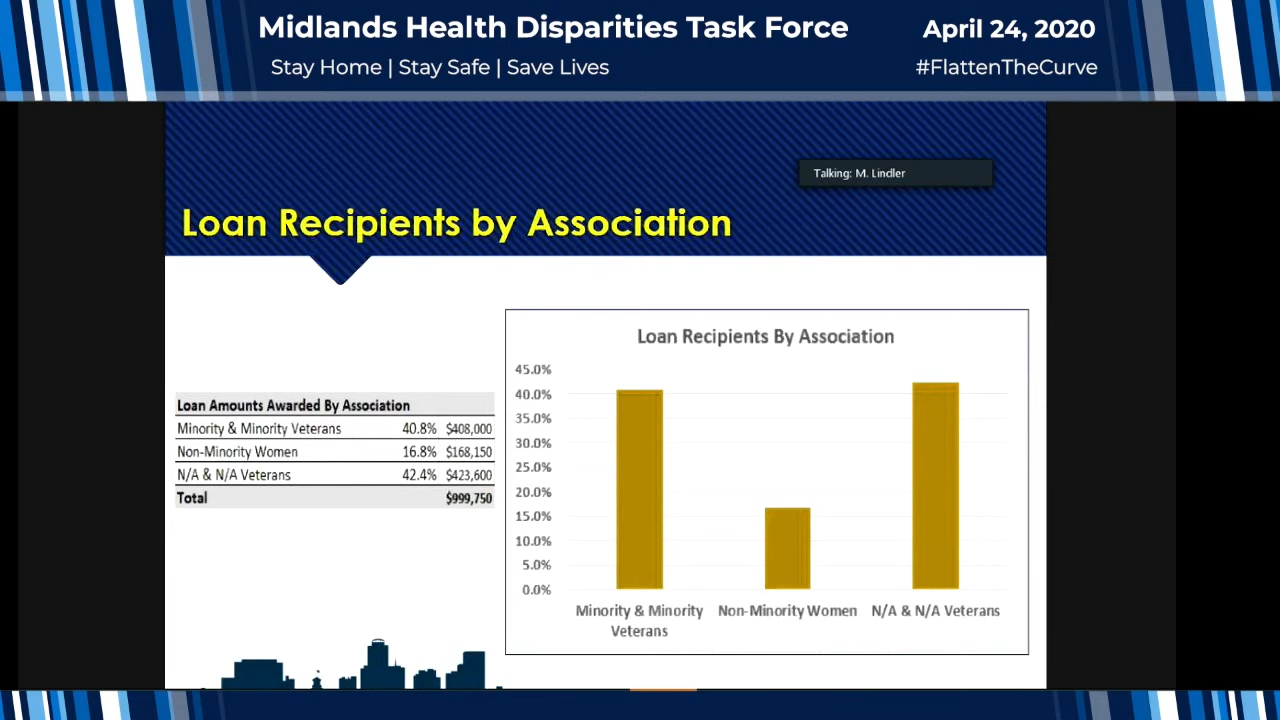 Midlands Health Disparities Task Force
April 24, 2020
Stay Home | Stay Safe | Save Lives
#FlattenTheCurve
Talking: M. Lindler
Loan Recipients by Association
Loan Amounts Awarded By Association
Minority & Minority Veterans 40.8% $408,000
Non-Minority Women 16.8% $168,150
N/A & N/A Veterans 42.4% $423,600
Total $999,750
Loan Recipients By Association
45.0%
40.0%
35.0%
30.0%
25.0%
20.0%
15.0%
10.0%
5.0%
0.0%
Minority & Minority
Veterans
Non-Minority Women
N/A & N/A Veterans